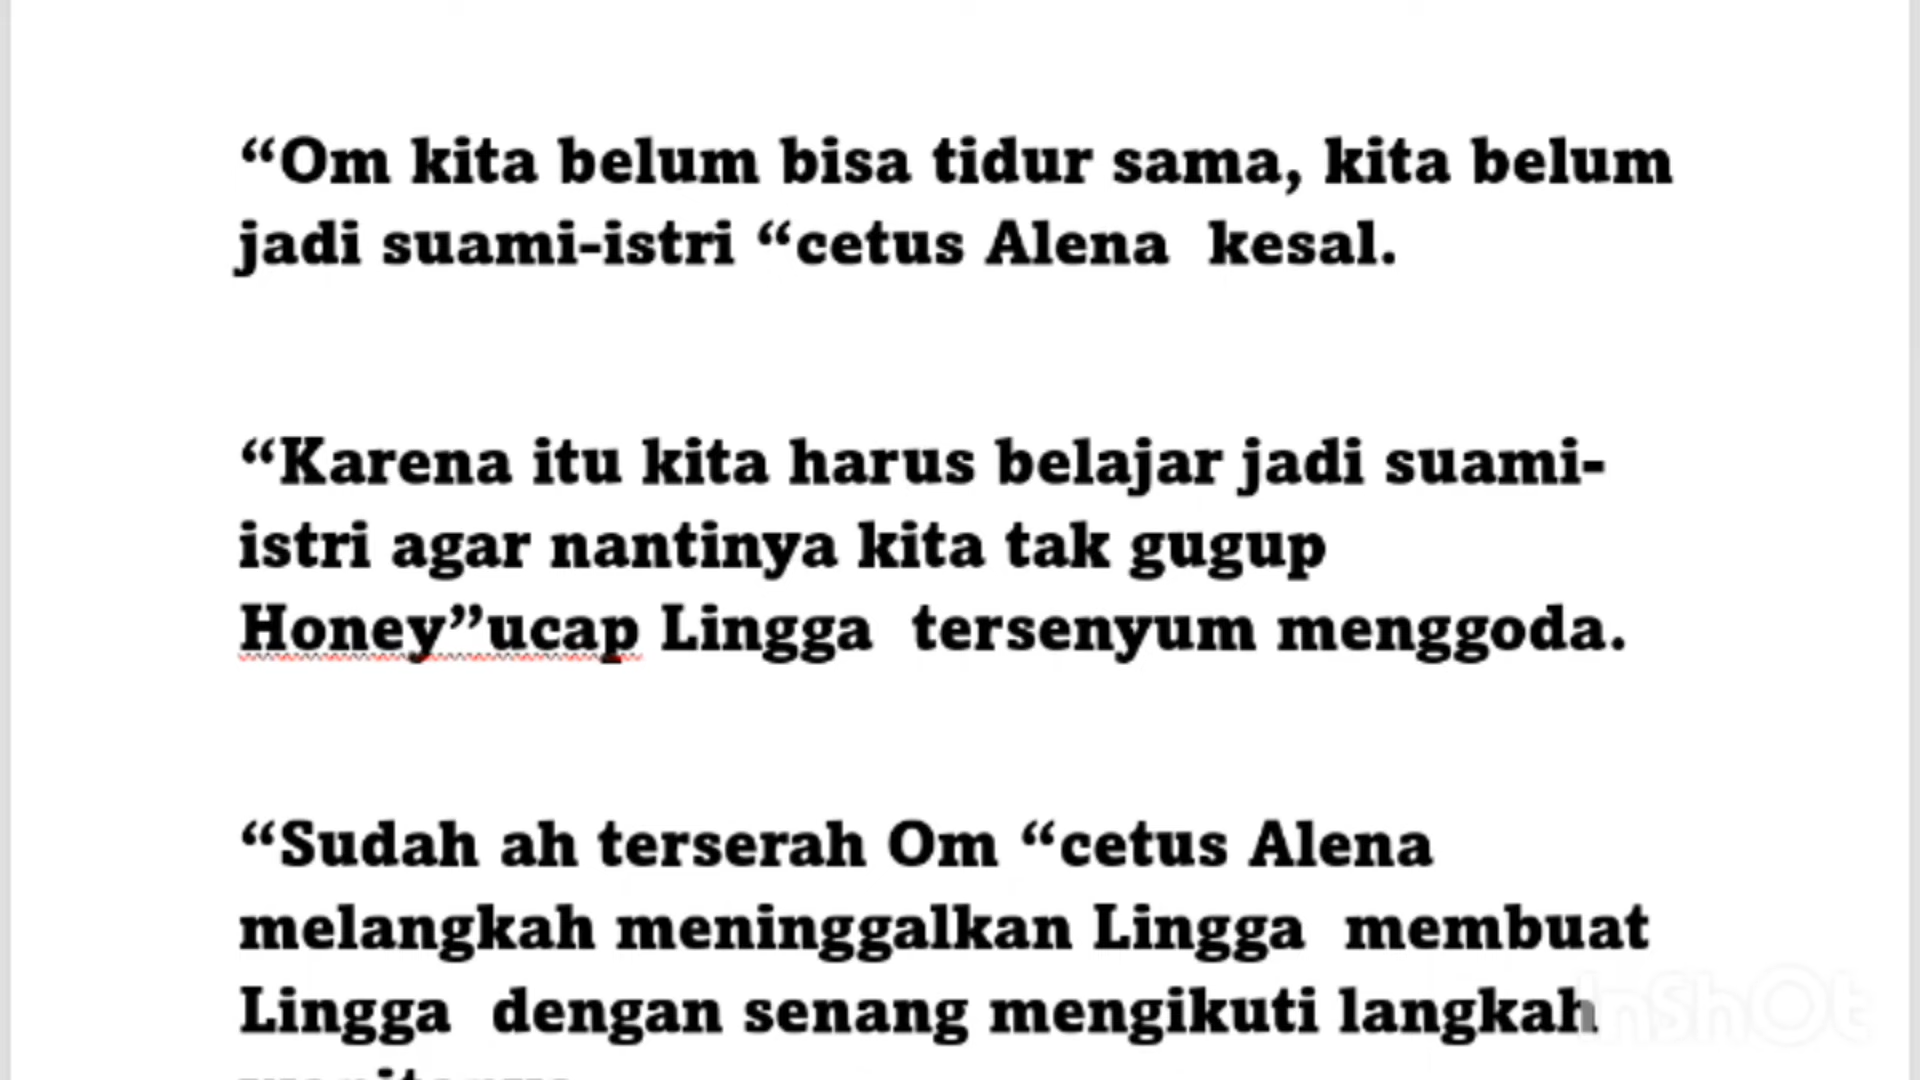 “Om kita belum bisa tidur sama, kita belum
jadi suami-istri “cetus Alena  kesal.
“Karena itu kita harus belajar jadi suami-
istri agar nantinya kita tak gugup
Honey”ucap Lingga  tersenyum menggoda.
“Sudah ah terserah Om “cetus Alena
melangkah meninggalkan Lingga  membuat
Lingga  dengan senang mengikuti langkah
InShOt